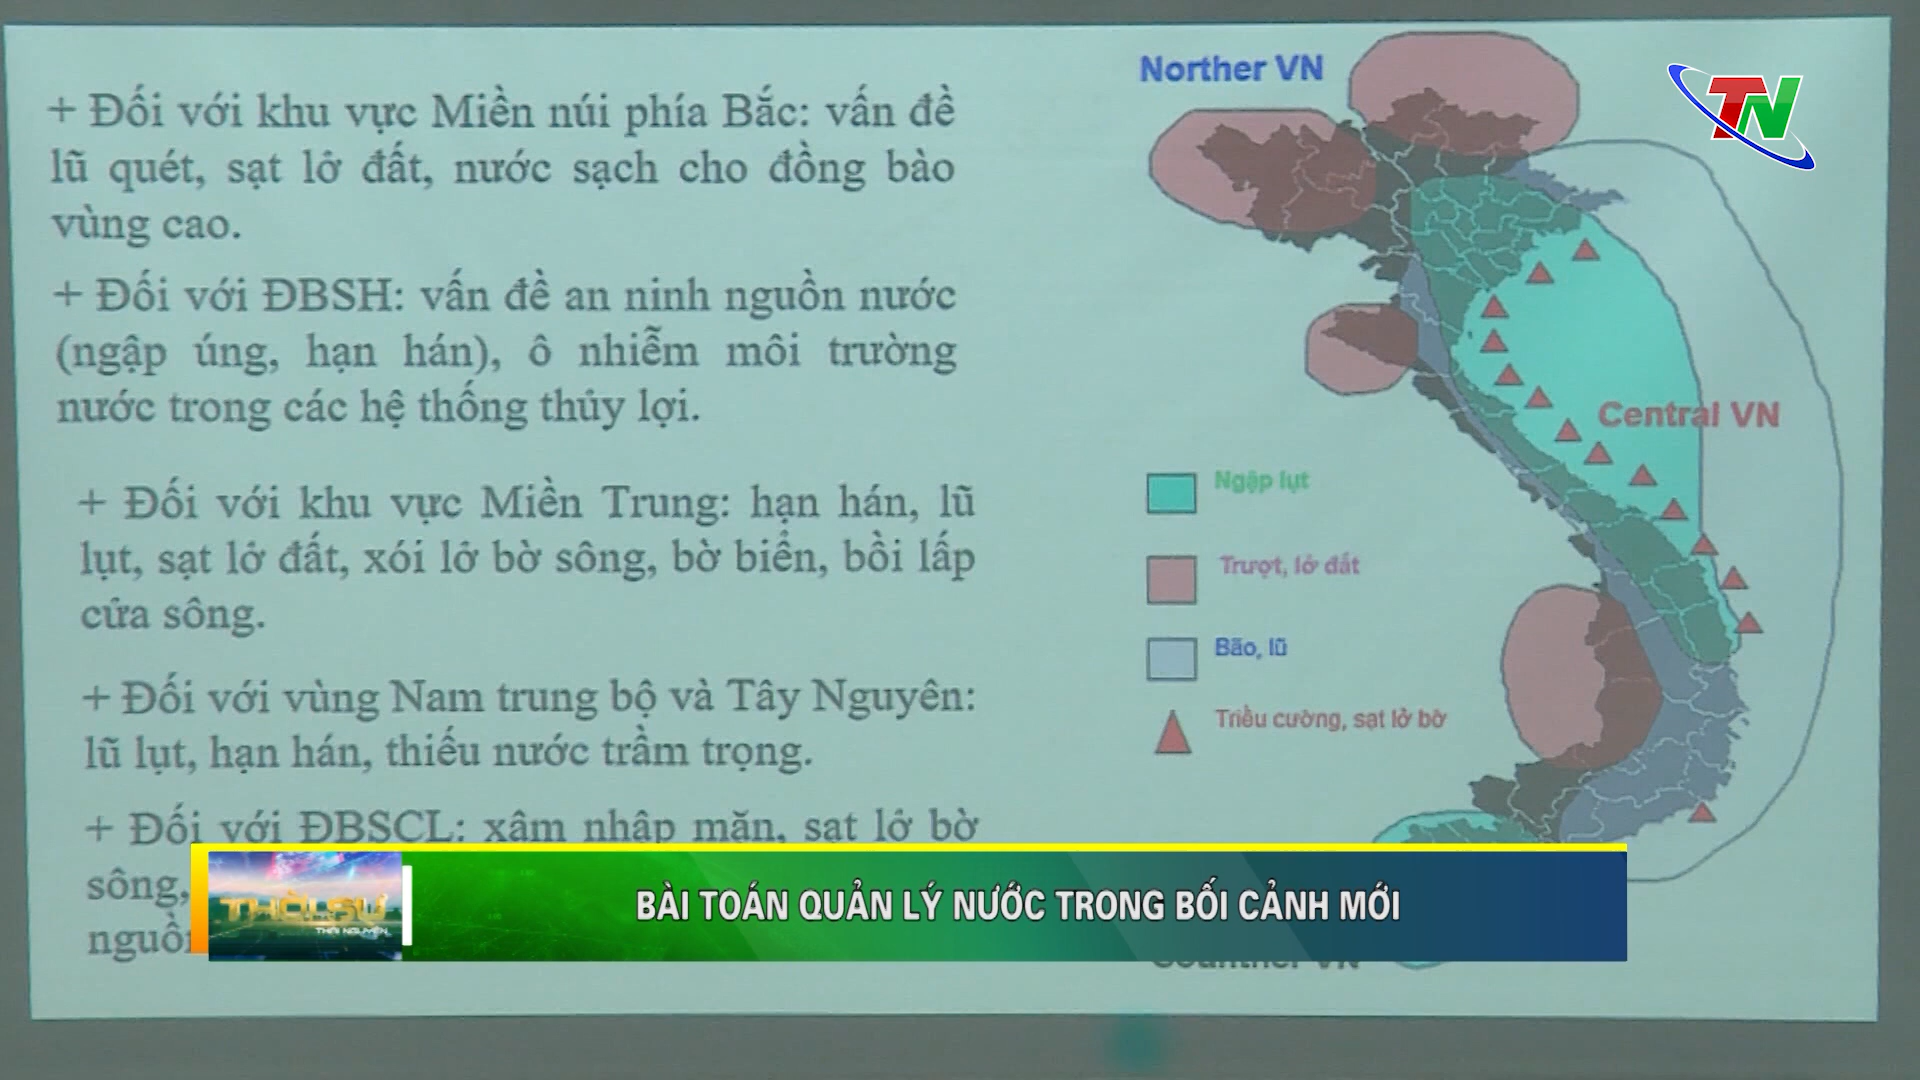 + Đối với khu vực Miền núi phía Bắc: vấn đề
lũ quét, sạt lở đất, nước sạch cho đồng bào
vùng cao.
+ Đối với ĐBSH: vấn đề an ninh nguồn nước
(ngập úng, hạn hán), ô nhiễm môi trường
nước trong các hệ thống thủy lợi.
+ Đối với khu vực Miền Trung: hạn hán, lũ
lụt, sạt lở đất, xói lở bờ sông, bờ biển, bồi lấp
cửa sông.
+ Đối với vùng Nam trung bộ và Tây Nguyên:
lũ lụt, hạn hán, thiếu nước trầm trọng.
+ Đối với ĐBSCL: xâm nhập mặn, sạt lở bờ
sông,
Norther VN
TN
Central VN
Ngập lụt
Trượt, lở đất
Bão, lũ
Triều cường, sạt lở bờ
VN
THỜI SỰ
THÁI NGUYÊN
BÀI TOÁN QUẢN LÝ NƯỚC TRONG BỐI CẢNH MỚI